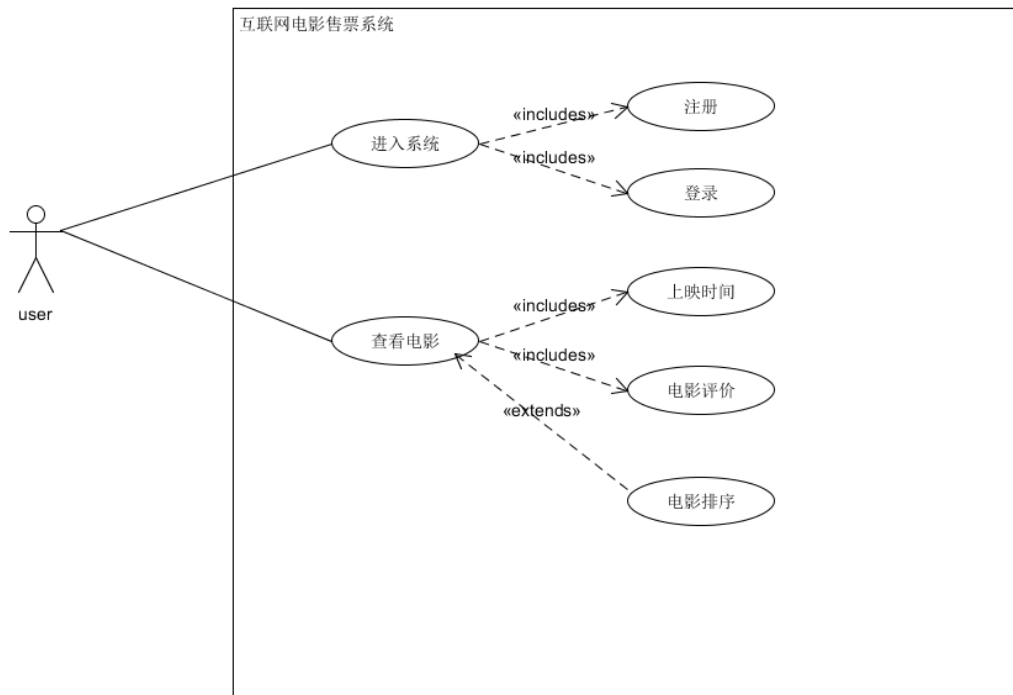 互联网电影售票系统
«includes»
注册
进入系统
«includes»
登录
user
上映时间
«includes»
查看电影
«includes»
电影评价
«extends»
电影排序